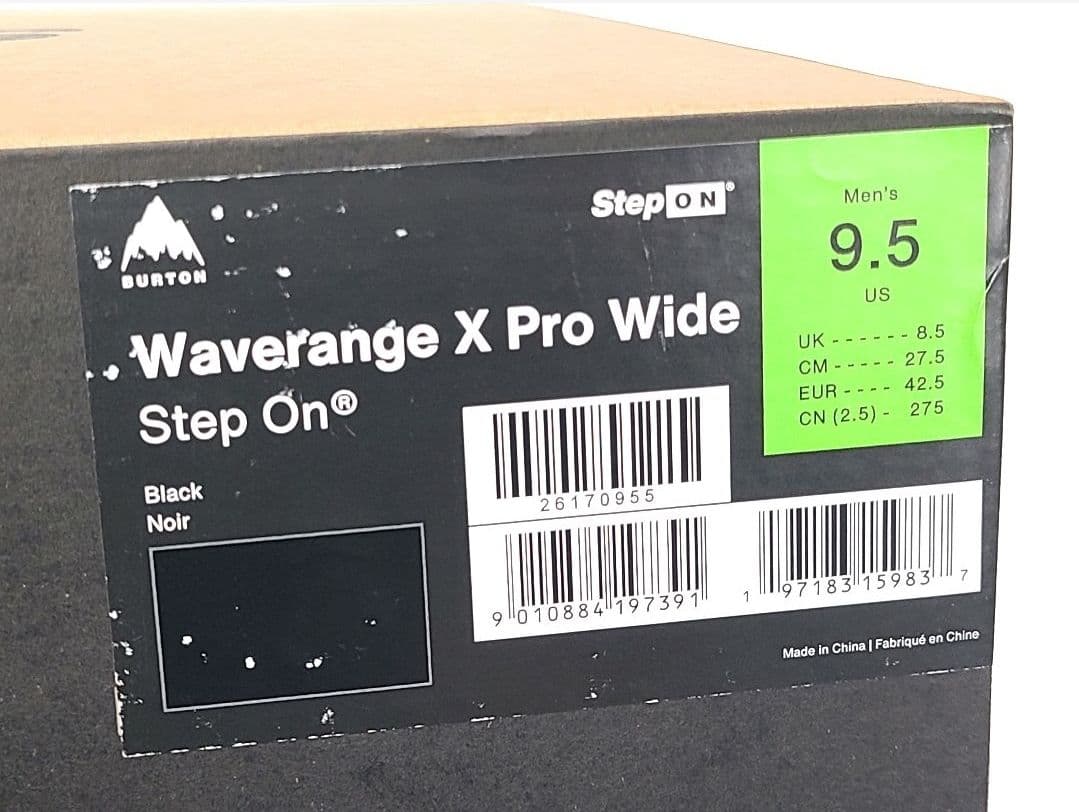 BURTON
Step ON®
Waverange X Pro Wide
Step On®
Black
Noir
Men's
9.5
US
UK - - - - - - 8.5
CM - - - - - 27.5
EUR - - - - 42.5
CN (2.5) - 275
26170955
9 010884 197391
1 97183 15983 7
Made in China | Fabriqué en Chine